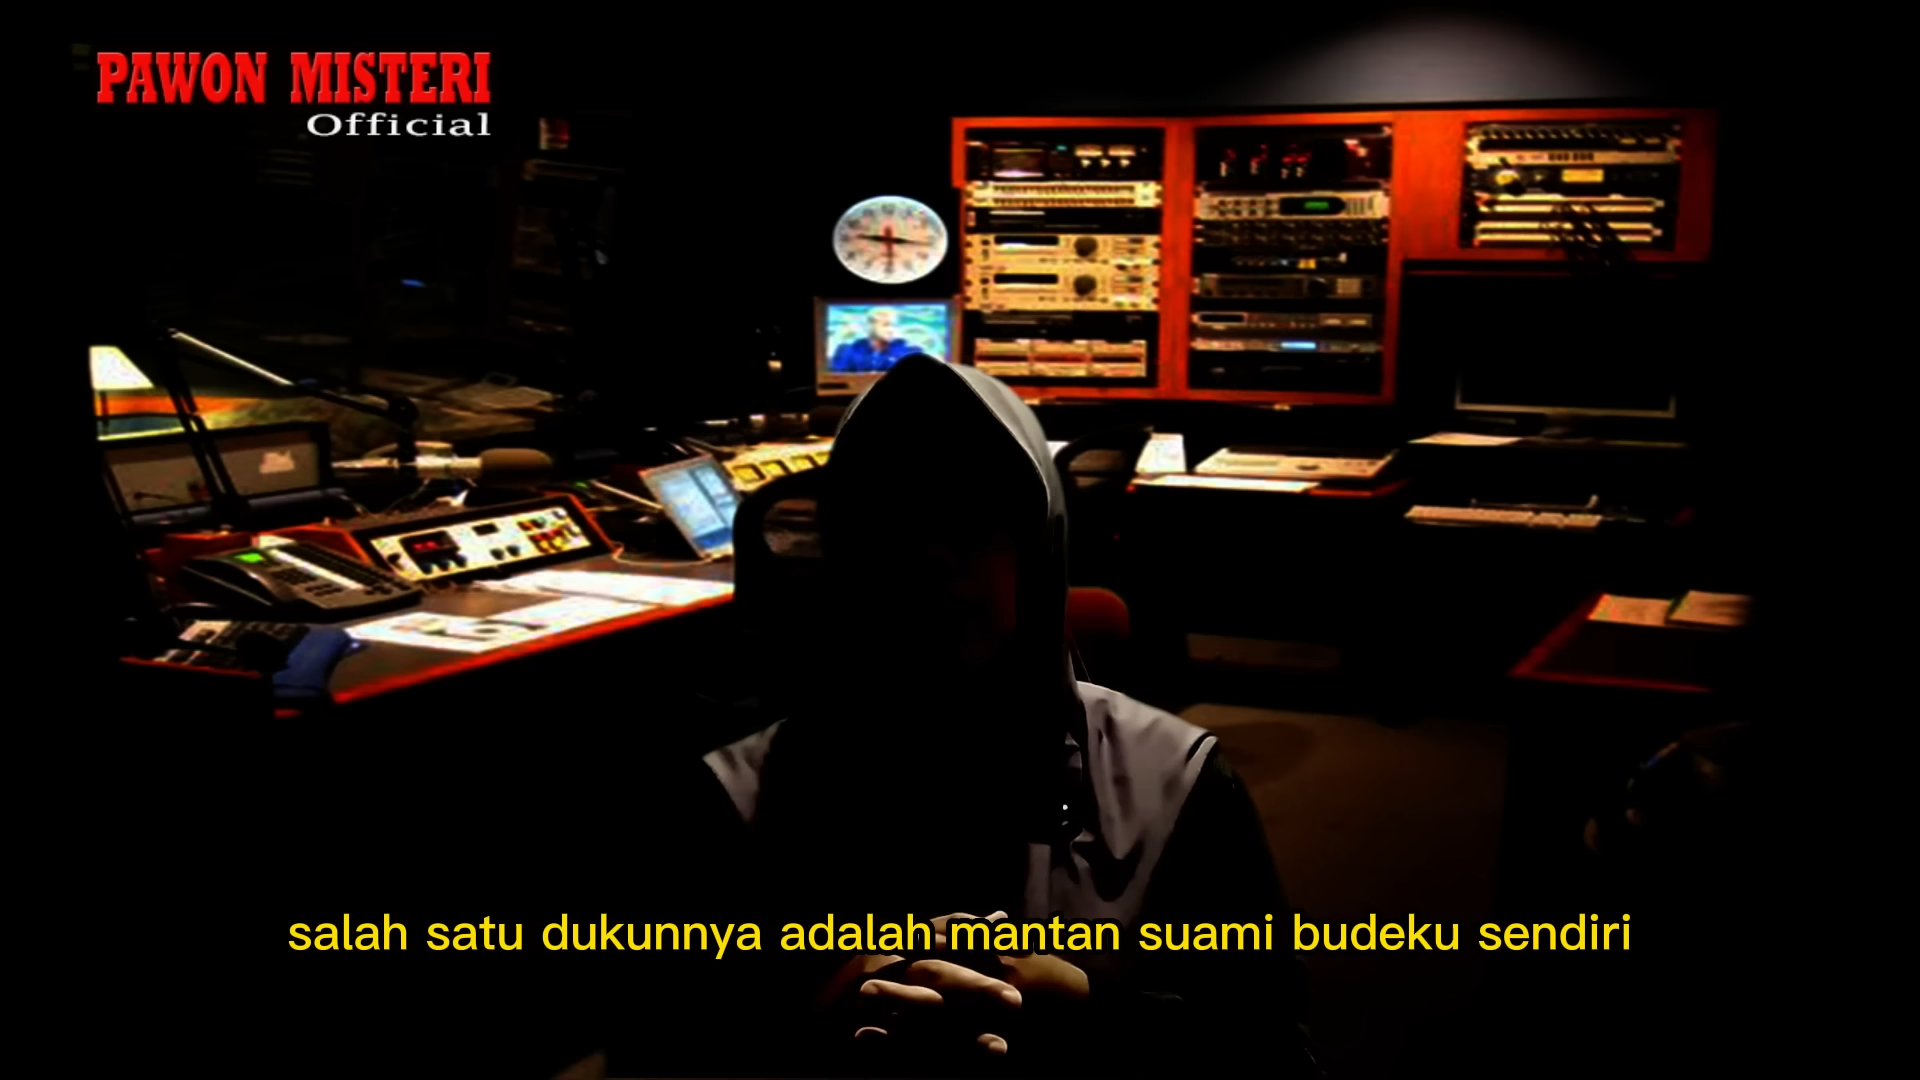 PAWON MISTERI
Official
salah satu dukunnya adalah mantan suami budeku sendiri